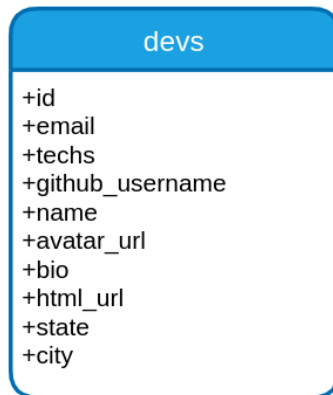 devs
+id
+email
+techs
+github_username
+name
+avatar_url
+bio
+html_url
+state
+city